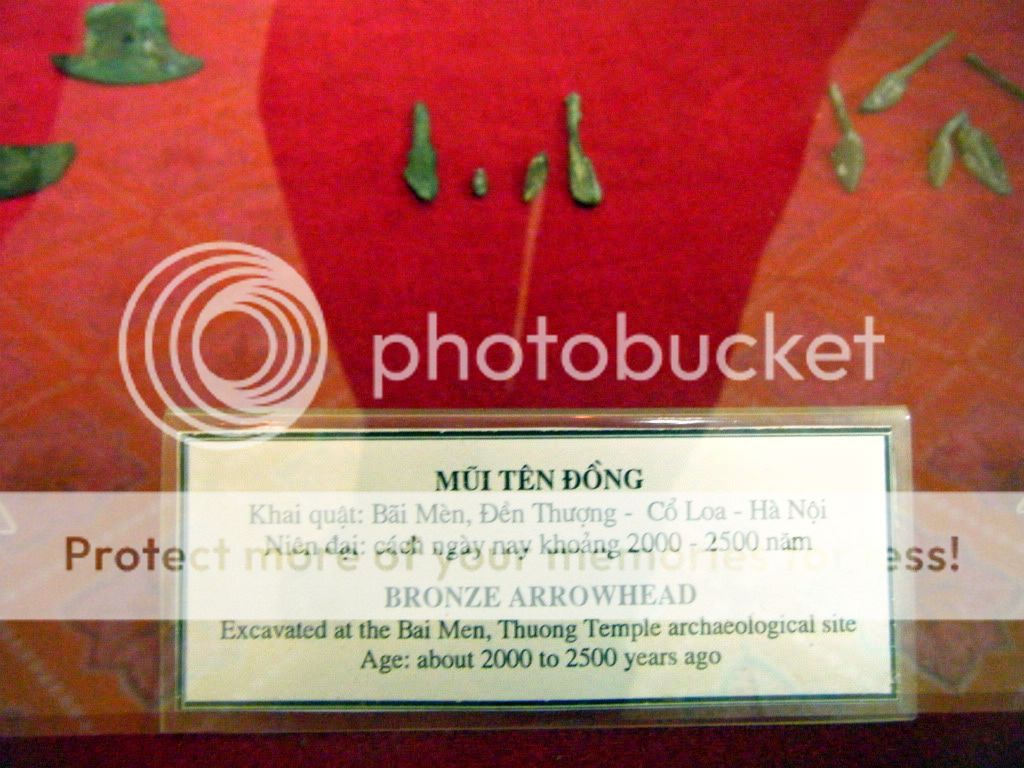 photobucket
MŨI TÊN ĐỒNG
Khai quật: Bãi Mèn, Đền Thượng - Cổ Loa - Hà Nội
Niên đại: cách ngày nay khoảng 2000 - 2500 năm
Protect more of your memories for less!
BRONZE ARROWHEAD
Excavated at the Bai Men, Thuong Temple archaeological site
Age: about 2000 to 2500 years ago